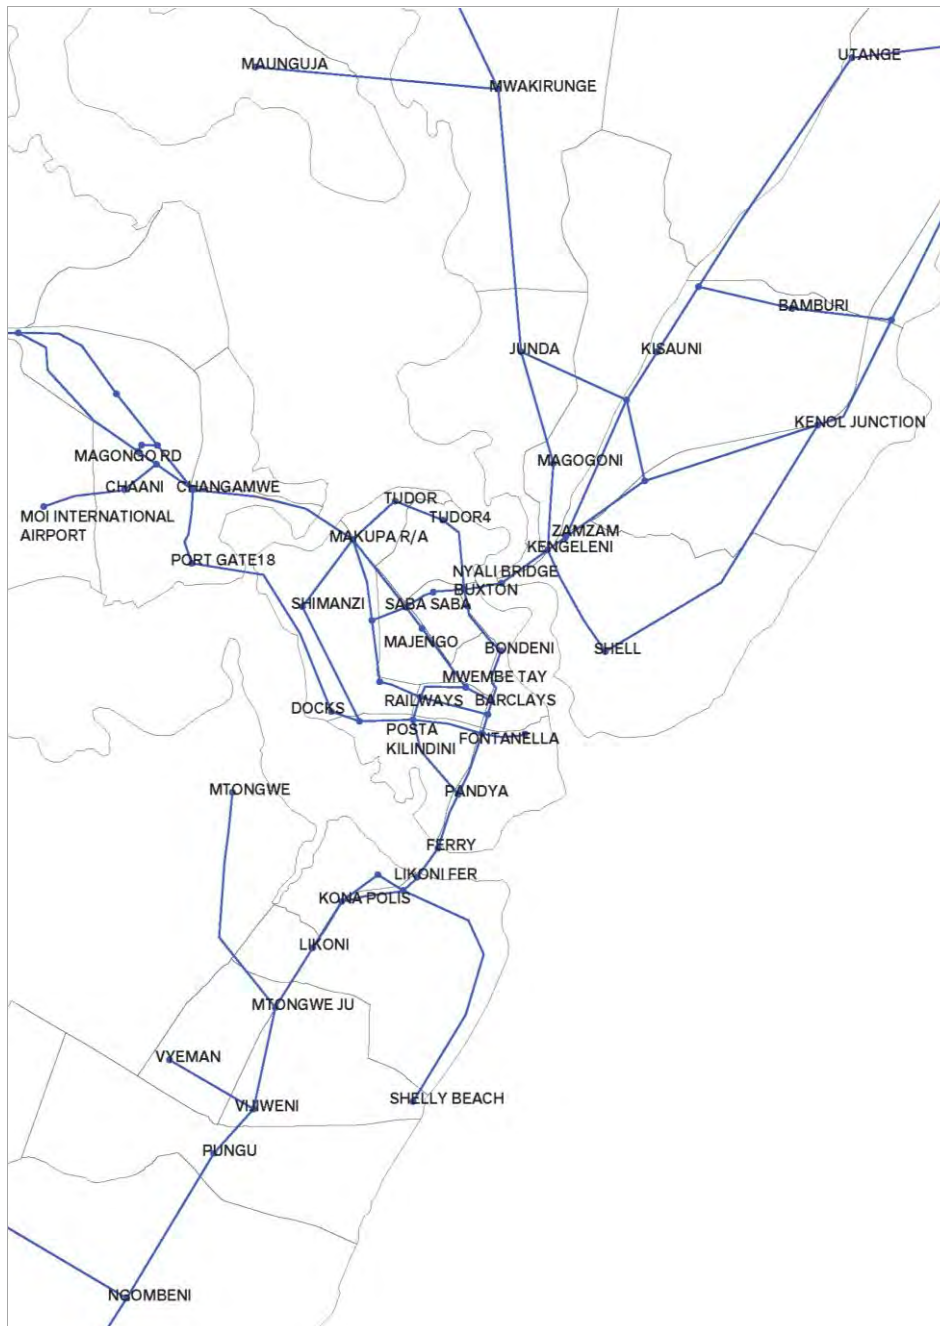 UTANGE
MAUNGUJA
MWAKIRUNGE
BAMBURI
JUNDA
KISAUNI
KENOL JUNCTION
MAGONGO RD
MAGOGONI
CHAANI
CHANGAMWE
MOI INTERNATIONAL
AIRPORT
TUDOR
TUDOR4
MAKUPA R/A
ZAMZAM
KENGELENI
PORT GATE18
NYALI BRIDGE
BUXTON
SHIMANZI
SABA SABA
MAJENGO
BONDENI
SHELL
MWEMBE TAY
RAILWAYS
BARCLAYS
DOCKS
POSTA
KILINDINI
FONTANELLA
MTONGWE
PANDYA
FERRY
LIKONI FER
KONA POLIS
LIKONI
MTONGWE JU
VYEMAN
SHELLY BEACH
VIJIWENI
PUNGU
NGOMBENI